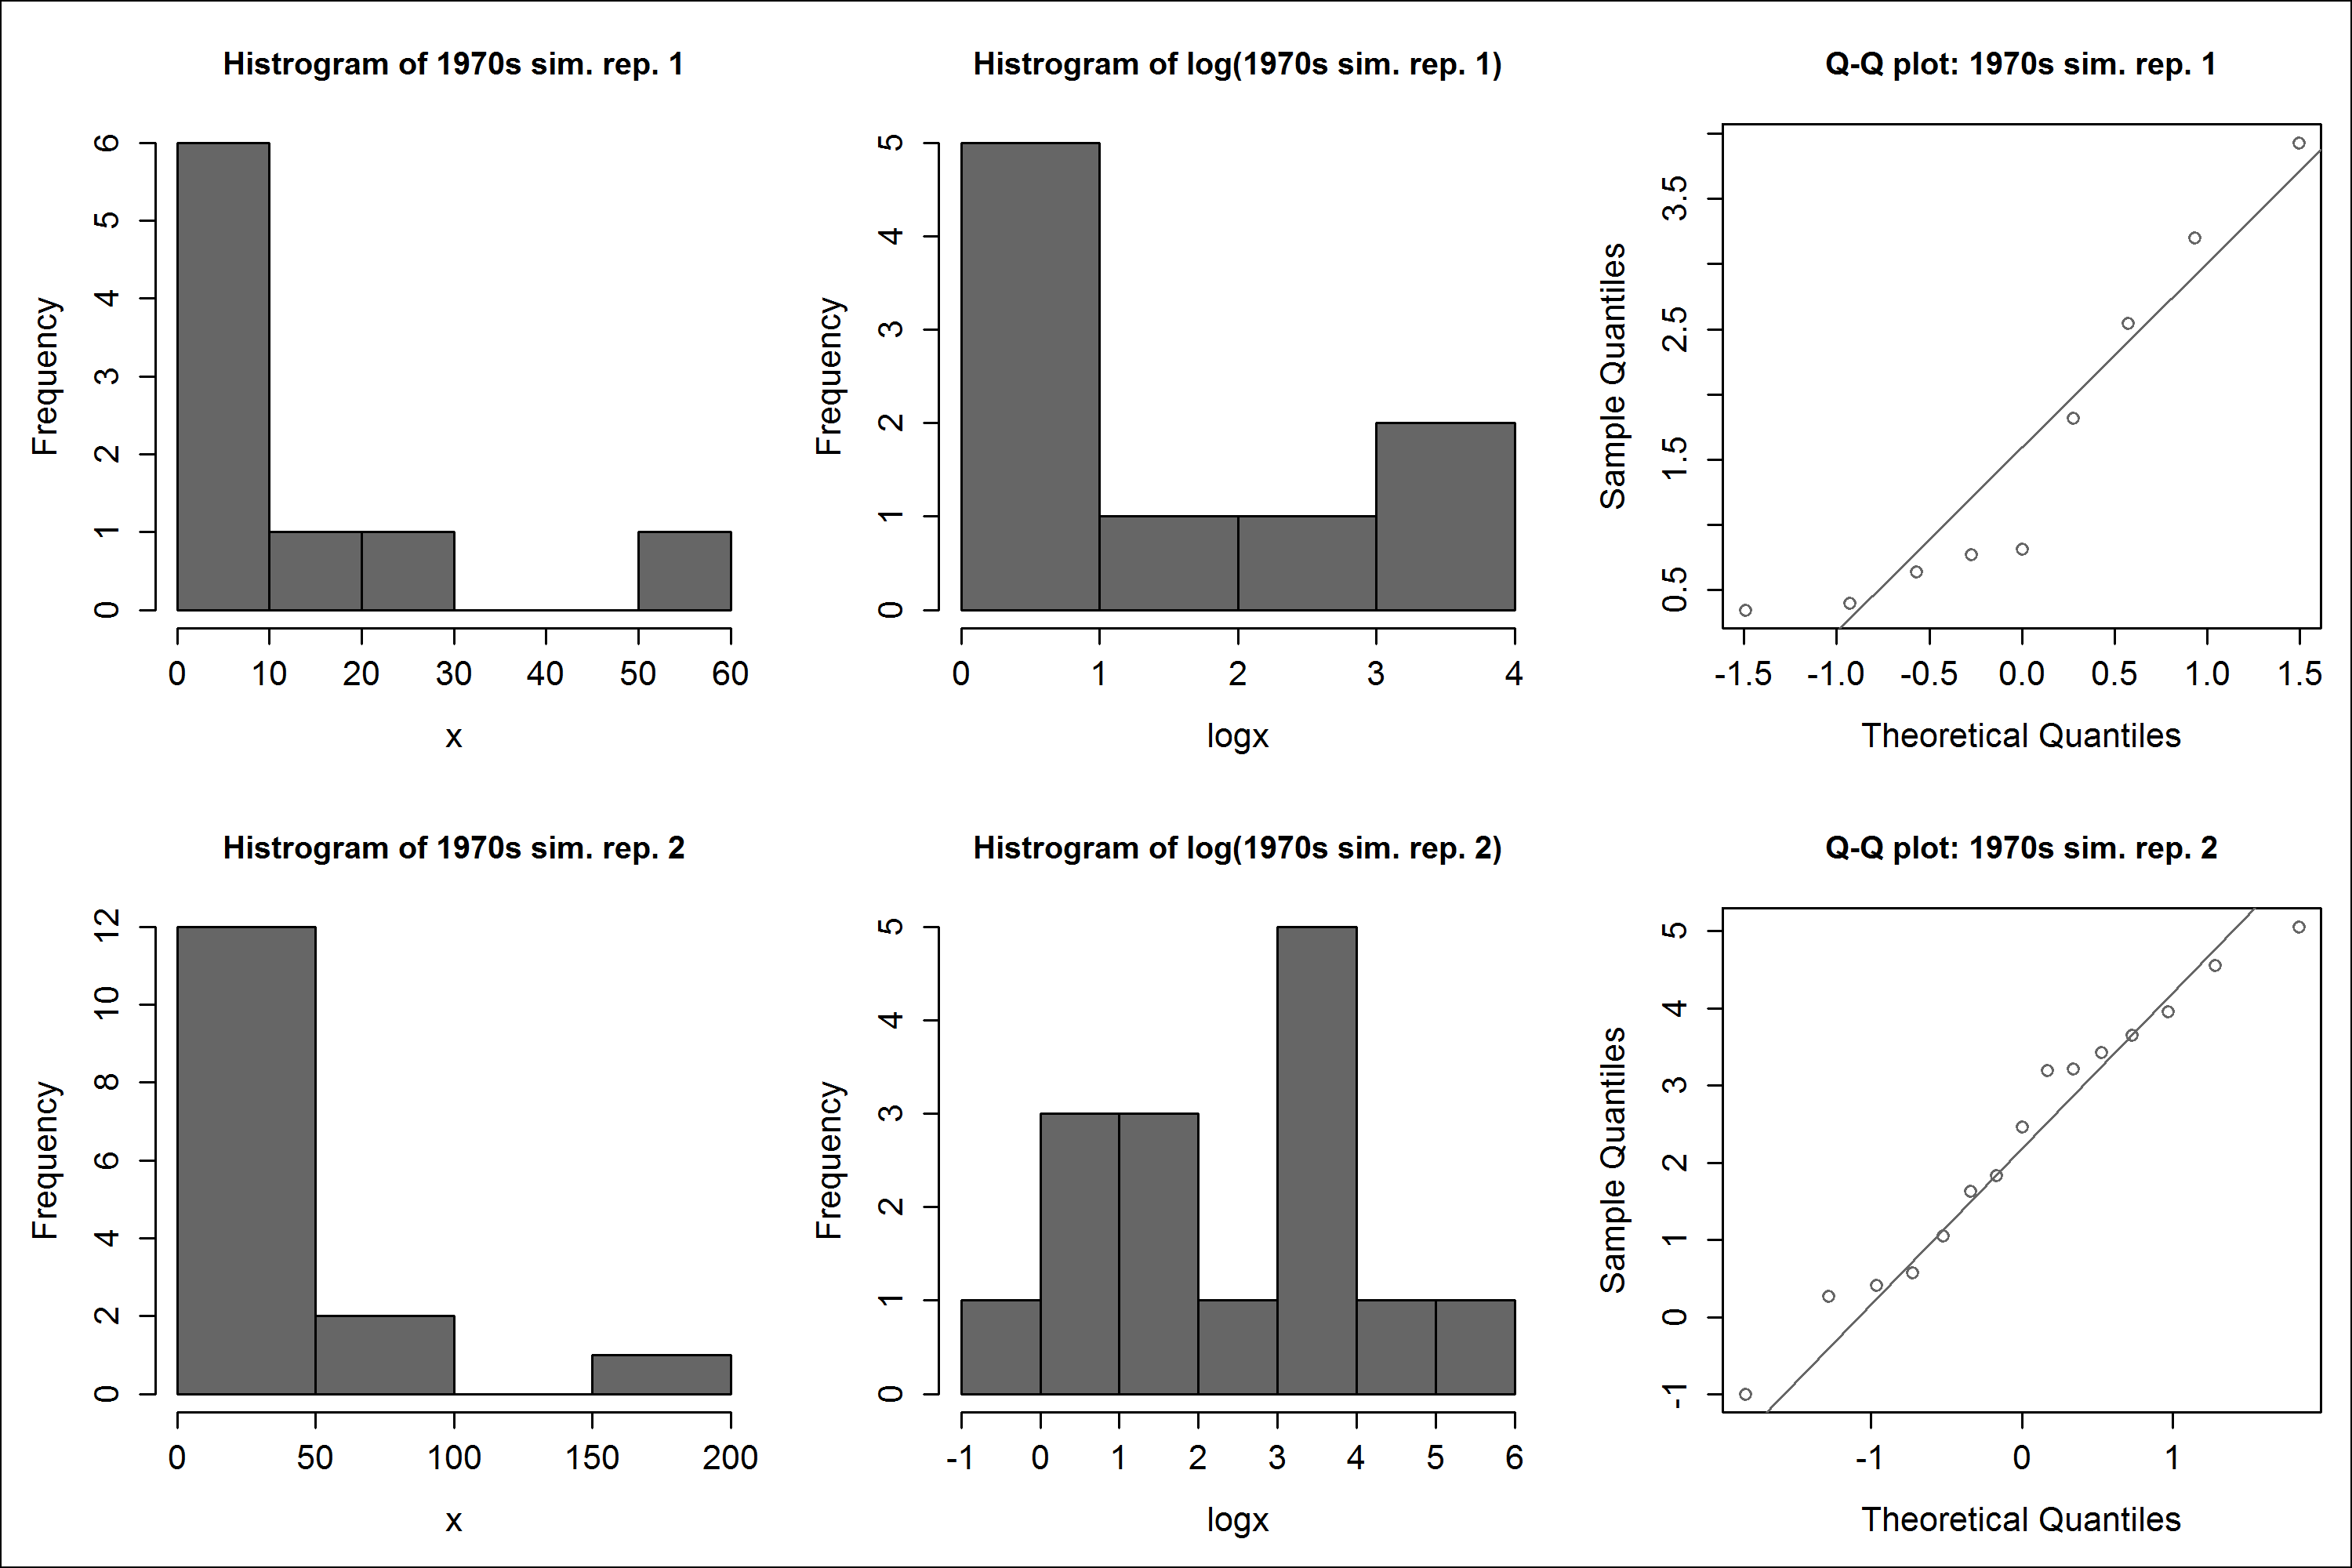 Histrogram of 1970s sim. rep. 1
Frequency
0 1 2 3 4 5 6
0 10 20 30 40 50 60
x
Histrogram of log(1970s sim. rep. 1)
Frequency
0 1 2 3 4 5
0 1 2 3 4
logx
Q-Q plot: 1970s sim. rep. 1
Sample Quantiles
0.5 1.5 2.5 3.5
-1.5 -1.0 -0.5 0.0 0.5 1.0 1.5
Theoretical Quantiles
Histrogram of 1970s sim. rep. 2
Frequency
0 2 4 6 8 10 12
0 50 100 150 200
x
Histrogram of log(1970s sim. rep. 2)
Frequency
0 1 2 3 4 5
-1 0 1 2 3 4 5 6
logx
Q-Q plot: 1970s sim. rep. 2
Sample Quantiles
-1 0 1 2 3 4 5
-1 0 1
Theoretical Quantiles